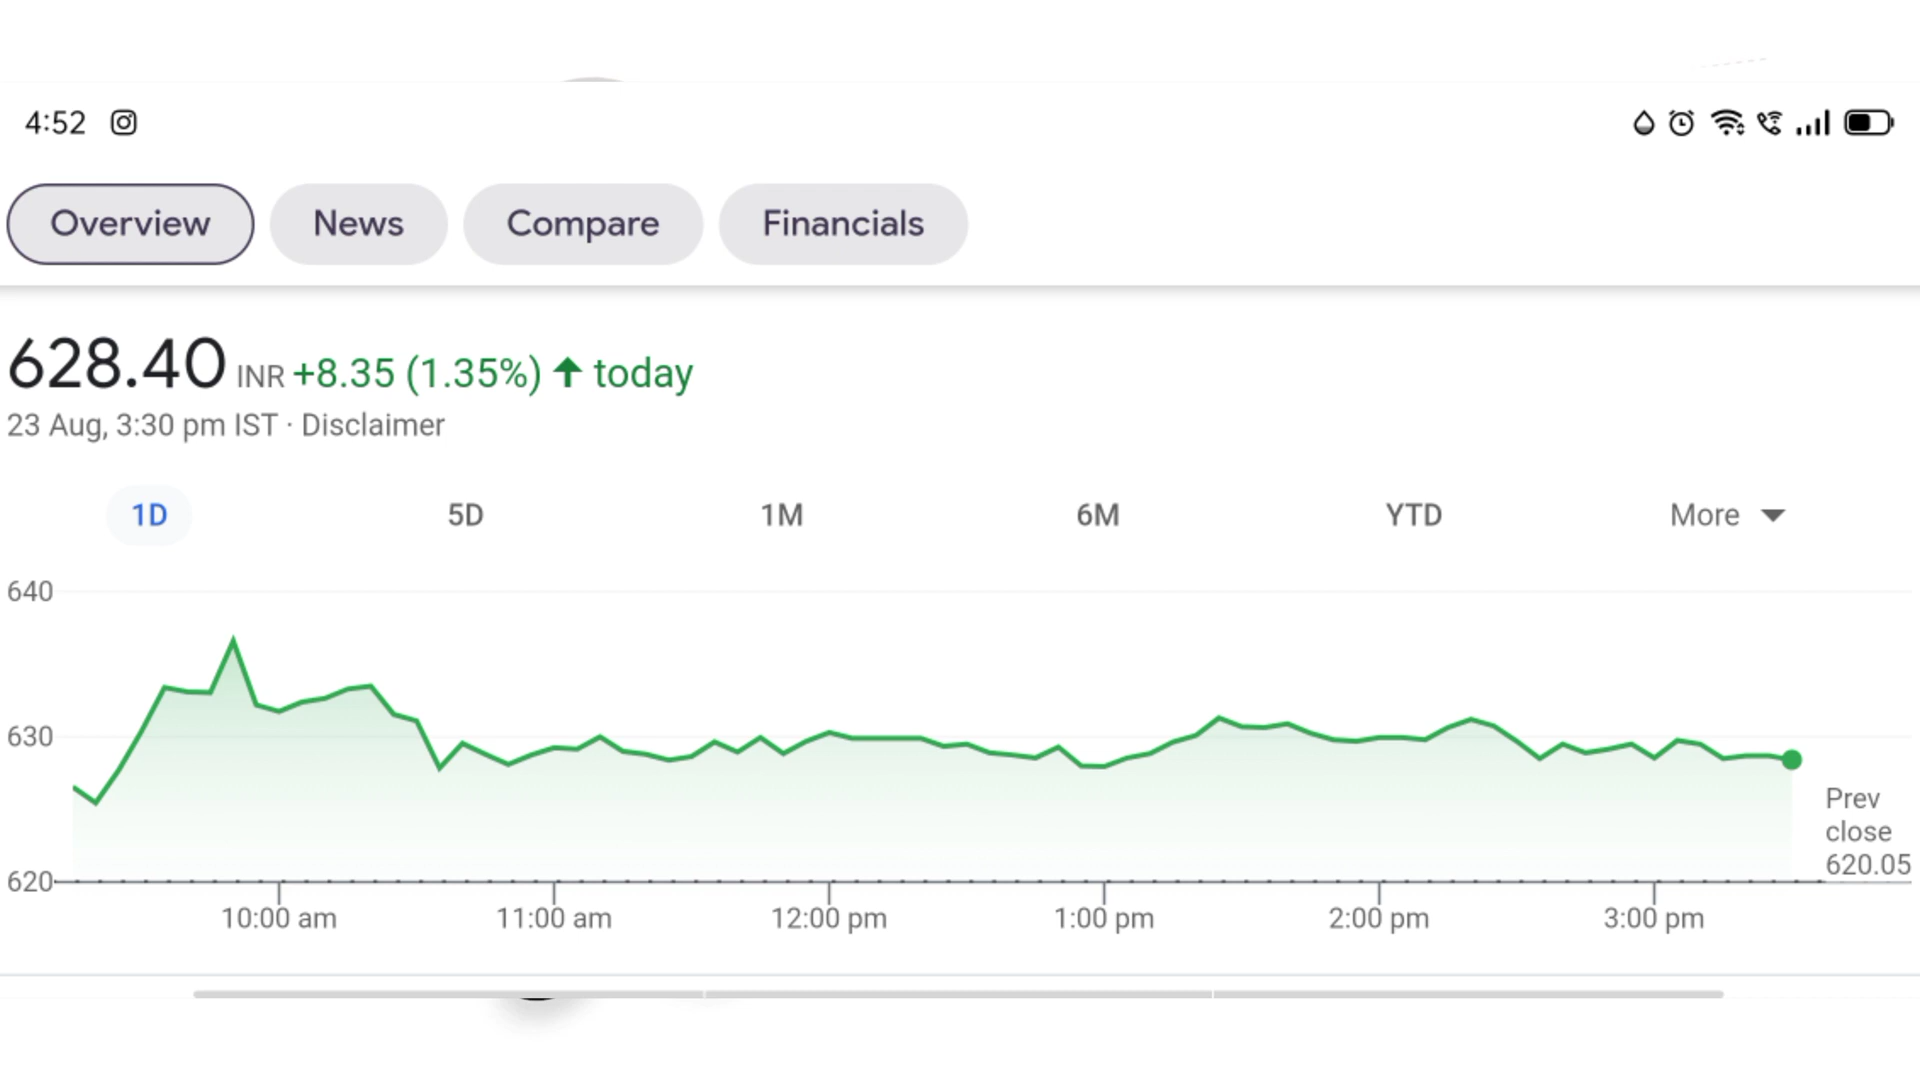 4:52
Overview News Compare Financials
628.40 INR +8.35 (1.35%) ↑ today
23 Aug, 3:30 pm IST · Disclaimer
1D 5D 1M 6M YTD More
640
630
620
Prev
close
620.05
10:00 am 11:00 am 12:00 pm 1:00 pm 2:00 pm 3:00 pm